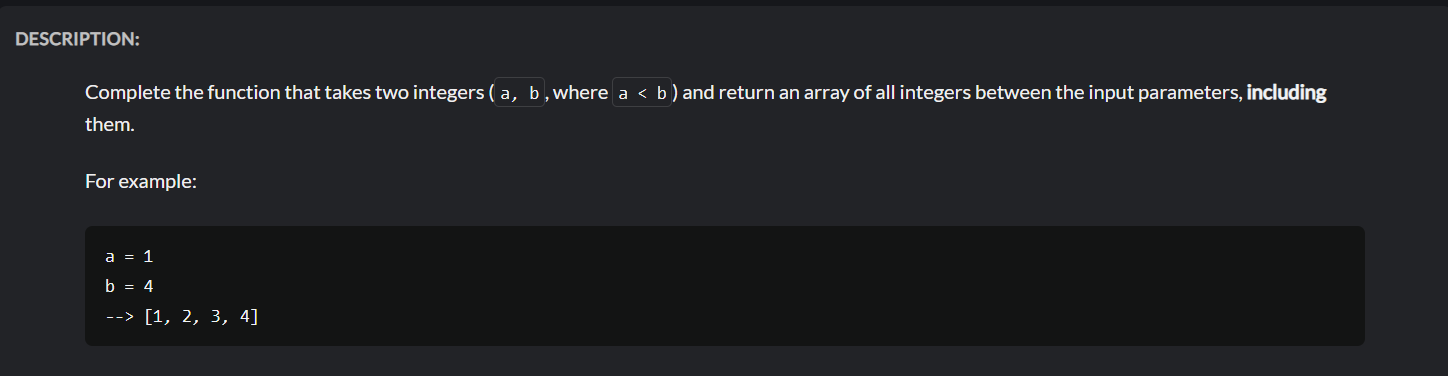 DESCRIPTION:
Complete the function that takes two integers (a, b, where a < b) and return an array of all integers between the input parameters, including
them.
For example:
a = 1
b = 4
--> [1, 2, 3, 4]